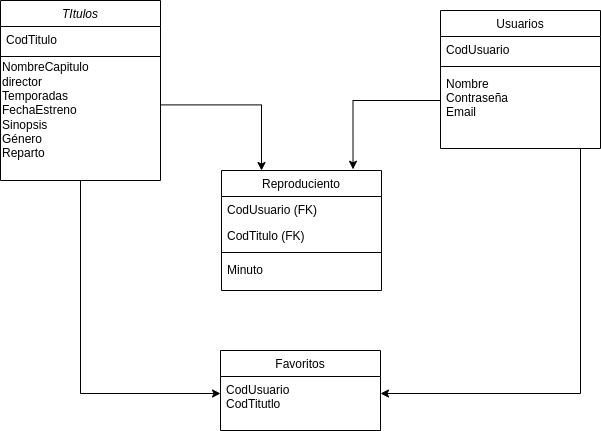 TItulos
CodTitulo
NombreCapitulo
director
Temporadas
FechaEstreno
Sinopsis
Género
Reparto
Usuarios
CodUsuario
Nombre
Contraseña
Email
Reproduciento
CodUsuario (FK)
CodTitulo (FK)
Minuto
Favoritos
CodUsuario
CodTitutlo